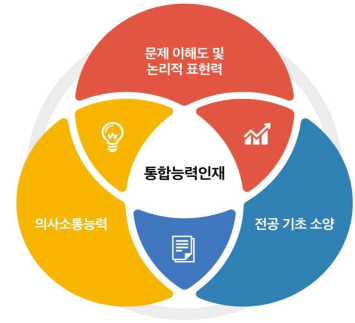 문제 이해도 및
논리적 표현력
통합능력인재
의사소통능력
전공 기초 소양